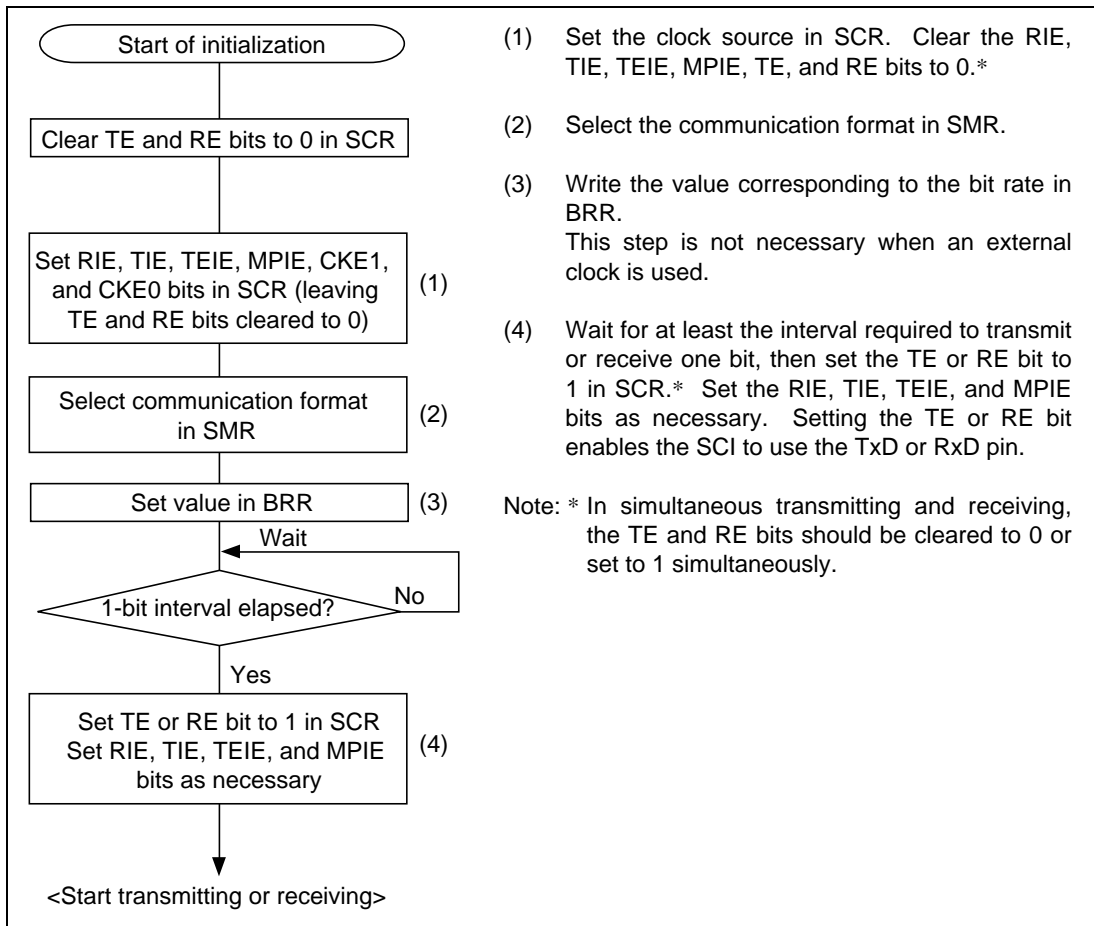 Start of initialization
Clear TE and RE bits to 0 in SCR
Set RIE, TIE, TEIE, MPIE, CKE1,
and CKE0 bits in SCR (leaving
TE and RE bits cleared to 0)
(1)
Select communication format
in SMR
(2)
Set value in BRR
(3)
Wait
1-bit interval elapsed?
No
Yes
Set TE or RE bit to 1 in SCR
Set RIE, TIE, TEIE, and MPIE
bits as necessary
(4)
<Start transmitting or receiving>
(1) Set the clock source in SCR. Clear the RIE,
TIE, TEIE, MPIE, TE, and RE bits to 0.*
(2) Select the communication format in SMR.
(3) Write the value corresponding to the bit rate in
BRR.
This step is not necessary when an external
clock is used.
(4) Wait for at least the interval required to transmit
or receive one bit, then set the TE or RE bit to
1 in SCR.* Set the RIE, TIE, TEIE, and MPIE
bits as necessary. Setting the TE or RE bit
enables the SCI to use the TxD or RxD pin.
Note: * In simultaneous transmitting and receiving,
the TE and RE bits should be cleared to 0 or
set to 1 simultaneously.